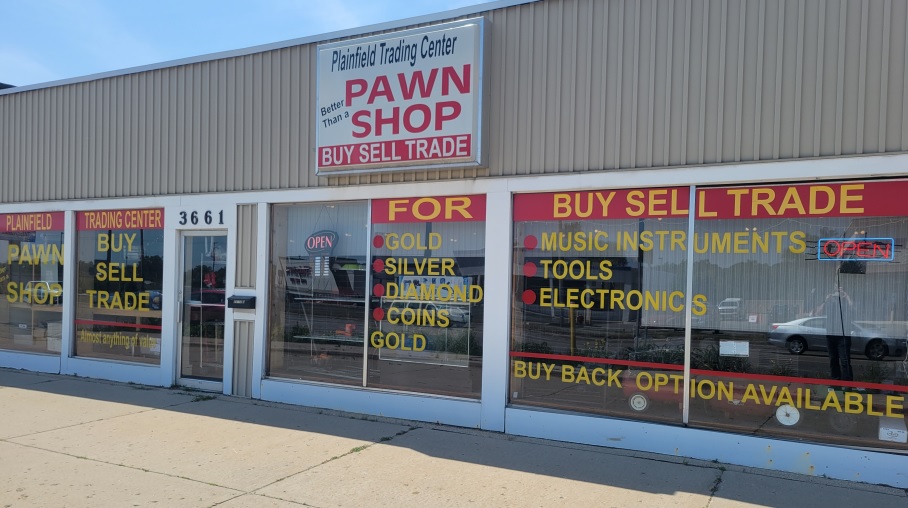 Plainfield Trading Center
Better
Than a
PAWN
SHOP
BUY SELL TRADE
PLAINFIELD
PAWN
SHOP
TRADING CENTER
BUY
SELL
TRADE
Almost anything of value
3661
OPEN
FOR
GOLD
SILVER
DIAMOND
COINS
GOLD
BUY SELL TRADE
MUSIC INSTRUMENTS
TOOLS
ELECTRONICS
OPEN
BUY BACK OPTION AVAILABLE